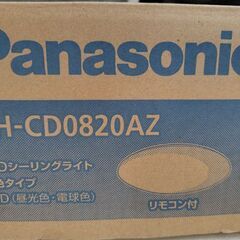 Panasonic
H-CD0820AZ
Dシーリングライト
色タイプ
D(昼光色・電球色)
リモコン付